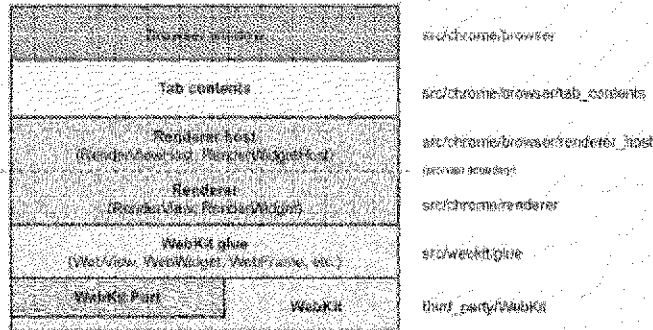 Browser window
src/chrome/browser
Tab contents
src/chrome/browser/tab_contents
Renderer host
(RenderViewHost, RenderWidgetHost)
src/chrome/browser/renderer_host
(process boundary)
Renderer
(RenderView, RenderWidget)
src/chrome/renderer
WebKit glue
(WebView, WebWidget, WebFrame, etc.)
src/webkit/glue
WebKit Port
WebKit
third_party/WebKit